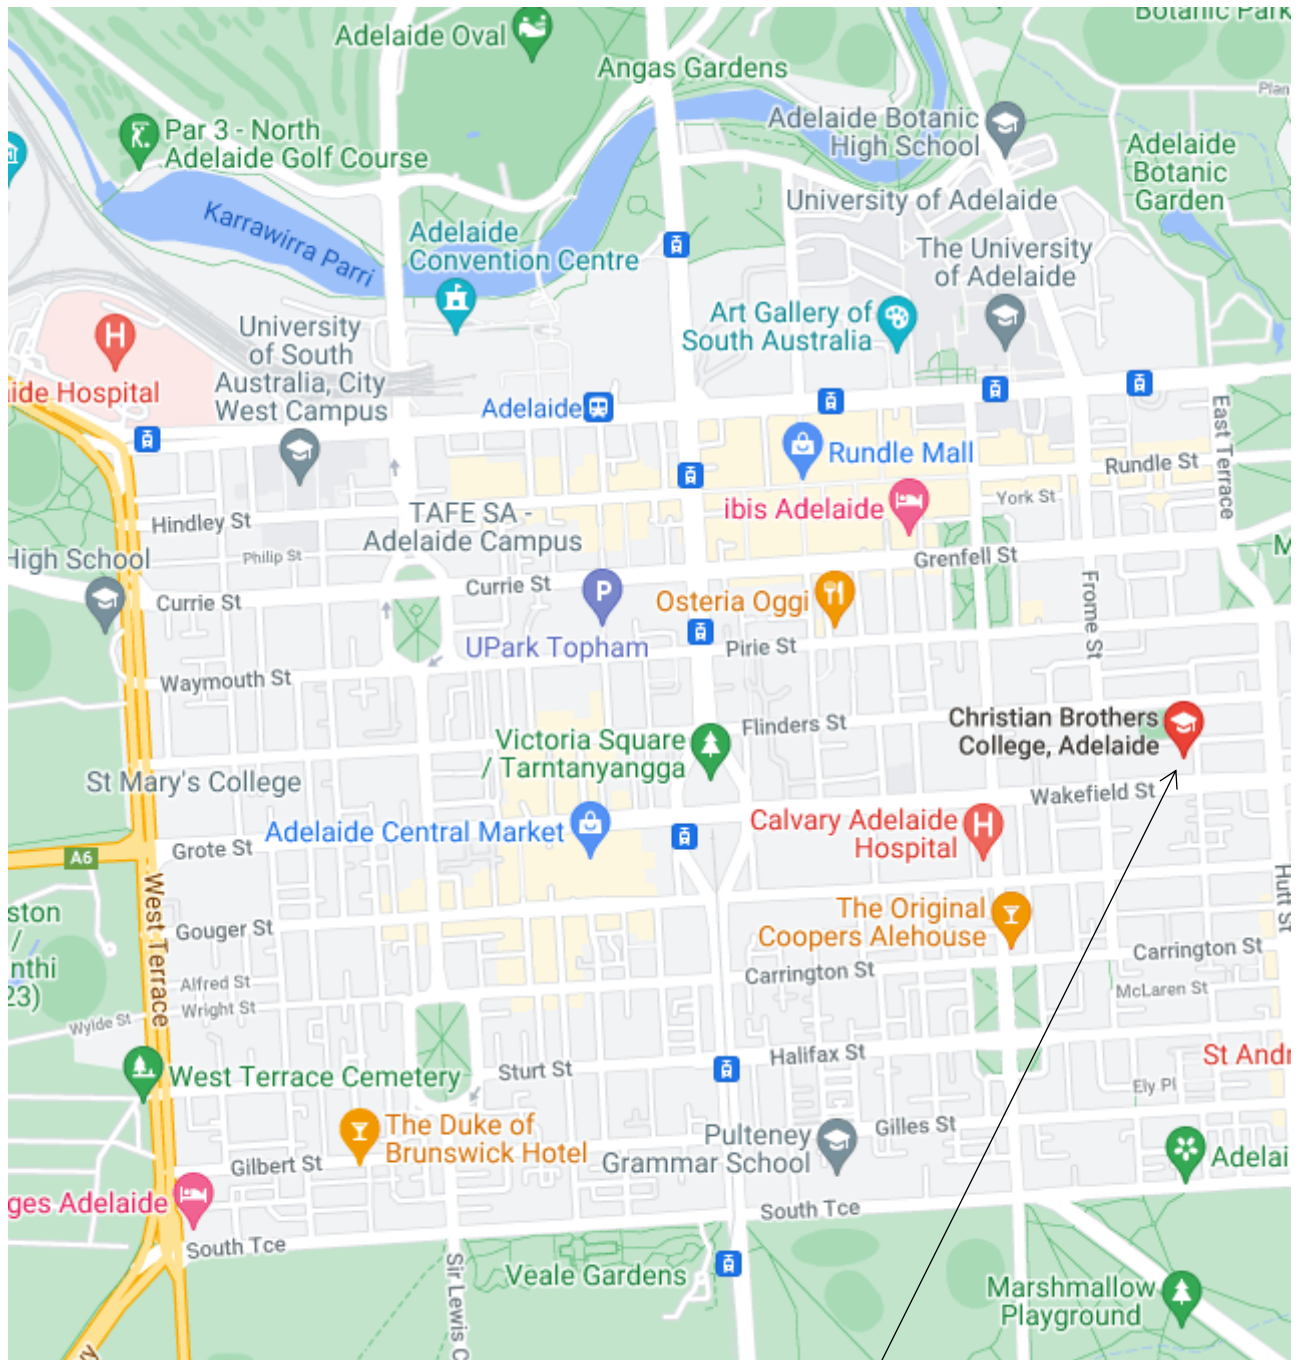 Adelaide Oval
Botanic Park
Angas Gardens
Plan
Par 3 - North
Adelaide Golf Course
Adelaide Botanic
High School
Adelaide
Botanic
Garden
University of Adelaide
Karrawirra Parri
Adelaide
Convention Centre
The University
of Adelaide
Art Gallery of
South Australia
University
of South
Australia, City
West Campus
H
ide Hospital
Adelaide
East Terrace
Rundle Mall
Rundle St
York St
ibis Adelaide
Hindley St
TAFE SA -
Adelaide Campus
Philip St
High School
Grenfell St
M
Currie St
Currie St
P
Osteria Oggi
Frome St
UPark Topham
Pirie St
Waymouth St
Flinders St
Christian Brothers
College, Adelaide
Victoria Square
/ Tarntanyangga
St Mary's College
Wakefield St
Adelaide Central Market
Calvary Adelaide
Hospital
H
Grote St
A6
West Terrace
Hutt St
The Original
Coopers Alehouse
ston
/
nthi
23)
Gouger St
Carrington St
Carrington St
Alfred St
McLaren St
Wright St
Wylde St
Halifax St
St Andr
Sturt St
West Terrace Cemetery
Ely Pl
The Duke of
Brunswick Hotel
Gilles St
Pulteney
Grammar School
Gilbert St
Adelai
ges Adelaide
South Tce
South Tce
Sir Lewis C
Veale Gardens
Marshmallow
Playground